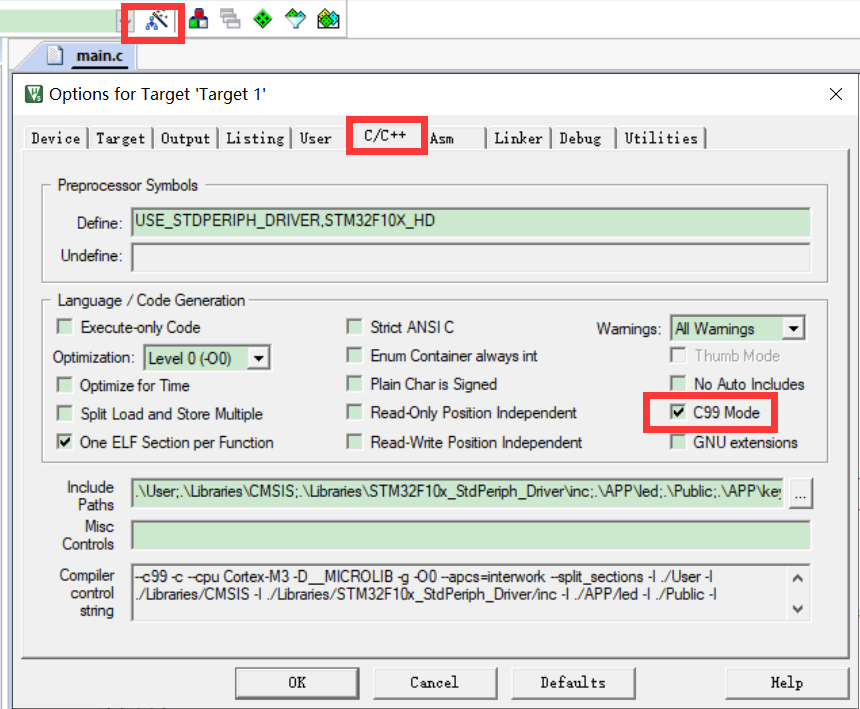 main.c
Options for Target 'Target 1'
Device Target Output Listing User C/C++ Asm Linker Debug Utilities
Preprocessor Symbols
Define: USE_STDPERIPH_DRIVER,STM32F10X_HD
Undefine:
Language / Code Generation
Execute-only Code Strict ANSI C Warnings: All Warnings
Optimization: Level 0 (-O0) Enum Container always int Thumb Mode
Optimize for Time Plain Char is Signed No Auto Includes
Split Load and Store Multiple Read-Only Position Independent C99 Mode
One ELF Section per Function Read-Write Position Independent GNU extensions
Include Paths .\User;.\Libraries\CMSIS;.\Libraries\STM32F10x_StdPeriph_Driver\inc;.\APP\led;.\Public;.\APP\key ...
Misc Controls
Compiler control string --c99 -c --cpu Cortex-M3 -D__MICROLIB -g -O0 --apcs=interwork --split_sections -I ./User -I
./Libraries/CMSIS -I ./Libraries/STM32F10x_StdPeriph_Driver/inc -I ./APP/led -I ./Public -I
OK Cancel Defaults Help